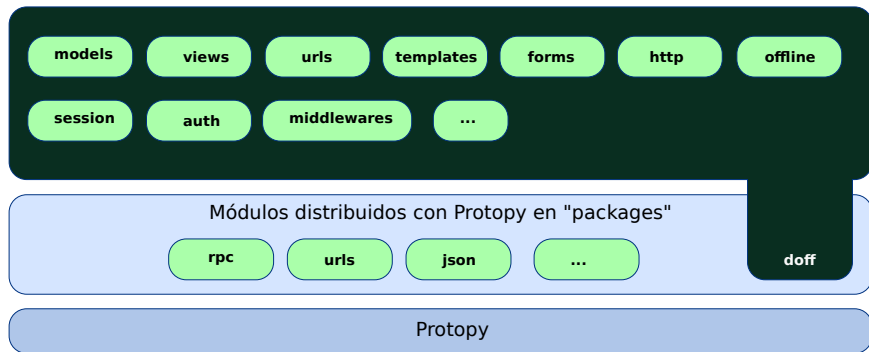 models views urls templates forms http offline
session auth middlewares ...
Módulos distribuidos con Protopy en "packages"
rpc urls json ... doff
Protopy